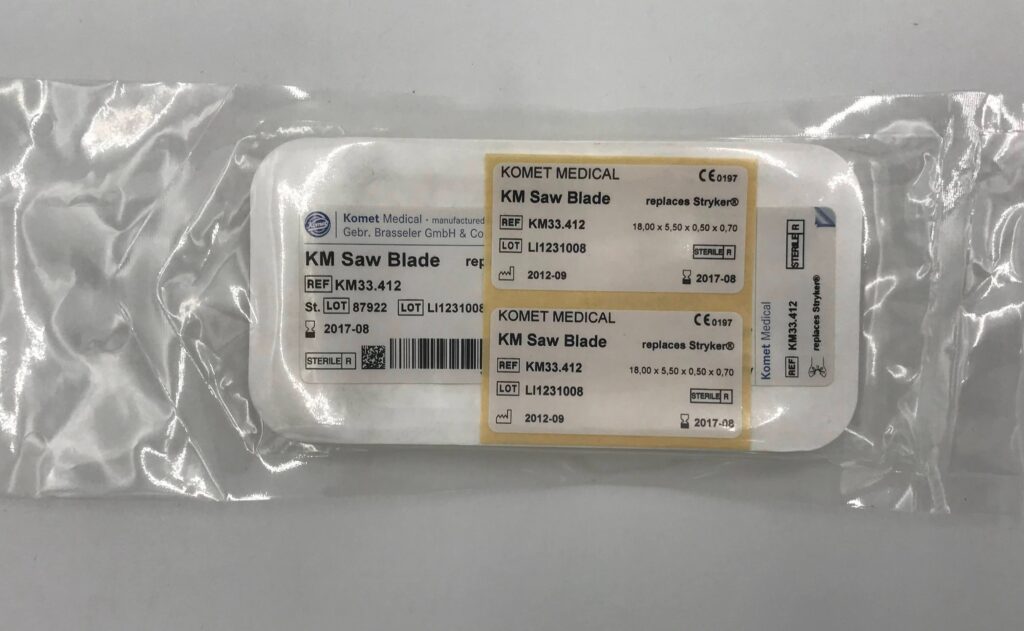 Komet Medical • manufactured
Gebr. Brasseler GmbH & Co
KM Saw Blade rep
REF KM33.412
St. LOT 87922 LOT LI1231008
2017-08
STERILE R
KOMET MEDICAL CE 0197
KM Saw Blade replaces Stryker®
REF KM33.412 18,00 x 5,50 x 0,50 x 0,70
LOT LI1231008 STERILE R
2012-09 2017-08
KOMET MEDICAL CE 0197
KM Saw Blade replaces Stryker®
REF KM33.412 18,00 x 5,50 x 0,50 x 0,70
LOT LI1231008 STERILE R
2012-09 2017-08
STERILE R
Komet Medical
REF KM33.412
replaces Stryker®